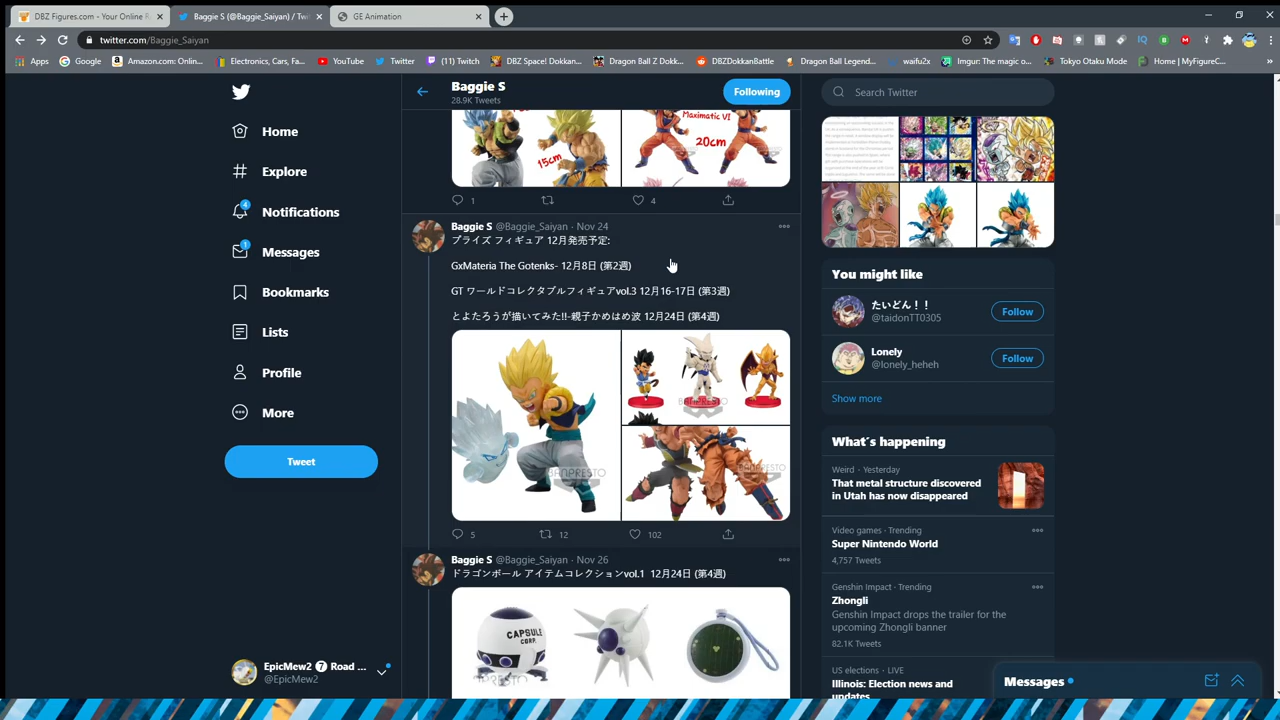 DBZ Figures.com - Your Online
Baggie S (@Baggie_Saiyan) / Twi
GE Animation
twitter.com/Baggie_Saiyan
Apps
Google
Amazon.com: Onlin...
Electronics, Cars, Fa...
YouTube
Twitter
(11) Twitch
DBZ Space! Dokkan...
Dragon Ball Z Dokk...
DBZDokkanBattle
Dragon Ball Legend...
waifu2x
Imgur: The magic o...
Tokyo Otaku Mode
Home | MyFigureC...
Baggie S
28.9K Tweets
Following
Search Twitter
Home
Explore
4
Notifications
1
Messages
Bookmarks
Lists
Profile
More
Tweet
EpicMew2 7 Road ...
@EpicMew2
15cm
Maximatic VI
20cm
1
4
Baggie S @Baggie_Saiyan · Nov 24
プライズ フィギュア 12月発売予定:
GxMateria The Gotenks- 12月8日 (第2週)
GT ワールドコレクタブルフィギュアvol.3 12月16-17日 (第3週)
とよたろうが描いてみた!!-親子かめはめ波 12月24日 (第4週)
BANPRESTO
BANPRESTO
BANPRESTO
5
12
102
Baggie S @Baggie_Saiyan · Nov 26
ドラゴンボール アイテムコレクションvol.1 12月24日 (第4週)
CAPSULE
CORP.
You might like
たいどん！！
@taidonTT0305
Follow
Lonely
@lonely_heheh
Follow
Show more
What's happening
Weird · Yesterday
That metal structure discovered
in Utah has now disappeared
Video games · Trending
Super Nintendo World
4,757 Tweets
Genshin Impact · Trending
Zhongli
Genshin Impact drops the trailer for the
upcoming Zhongli banner
82.1K Tweets
US elections · LIVE
Illinois: Election news and
updates
Messages